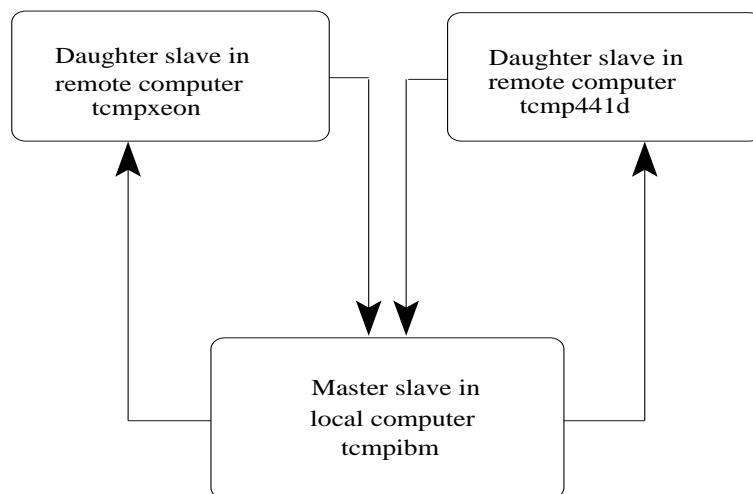 Daughter slave in
remote computer
tcmpxeon
Daughter slave in
remote computer
tcmp441d
Master slave in
local computer
tcmpibm